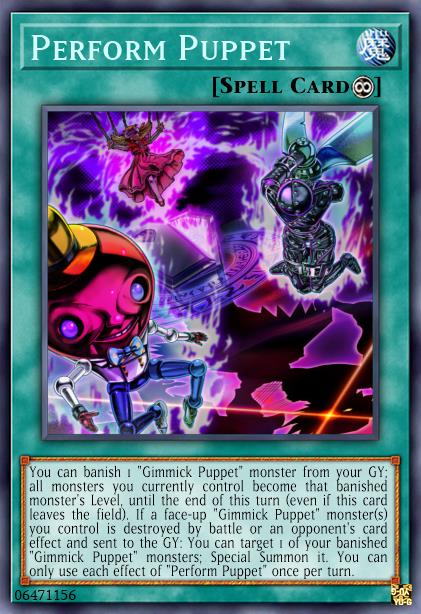 PERFORM PUPPET
魔
[SPELL CARD]
You can banish 1 "Gimmick Puppet" monster from your GY;
all monsters you currently control become that banished
monster's Level, until the end of this turn (even if this card
leaves the field). If a face-up "Gimmick Puppet" monster(s)
you control is destroyed by battle or an opponent's card
effect and sent to the GY: You can target 1 of your banished
"Gimmick Puppet" monsters; Special Summon it. You can
only use each effect of "Perform Puppet" once per turn.
06471156